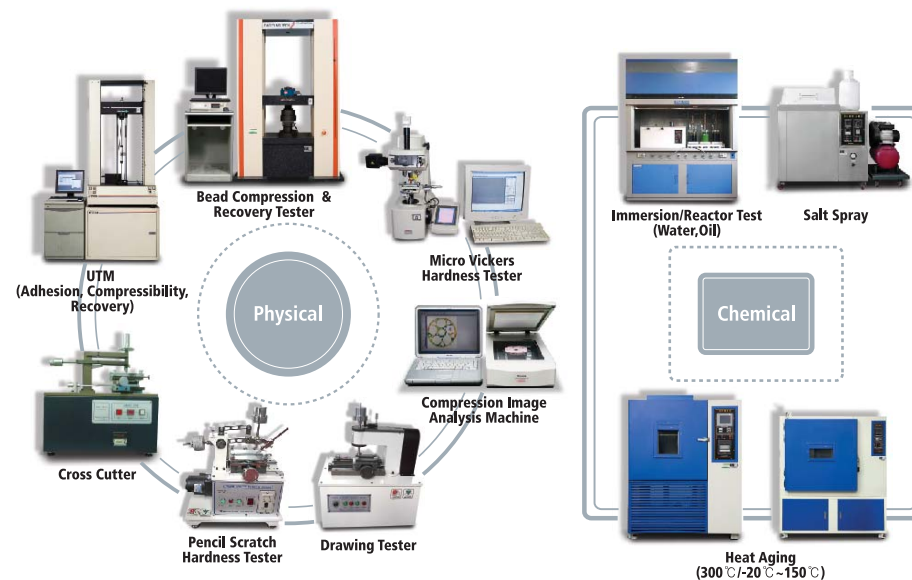 Bead Compression &
Recovery Tester
UTM
(Adhesion, Compressibility,
Recovery)
Micro Vickers
Hardness Tester
Physical
Compression Image
Analysis Machine
Cross Cutter
Pencil Scratch
Hardness Tester
Drawing Tester
Immersion/Reactor Test
(Water,Oil)
Salt Spray
Chemical
Heat Aging
(300℃/-20℃~150℃)